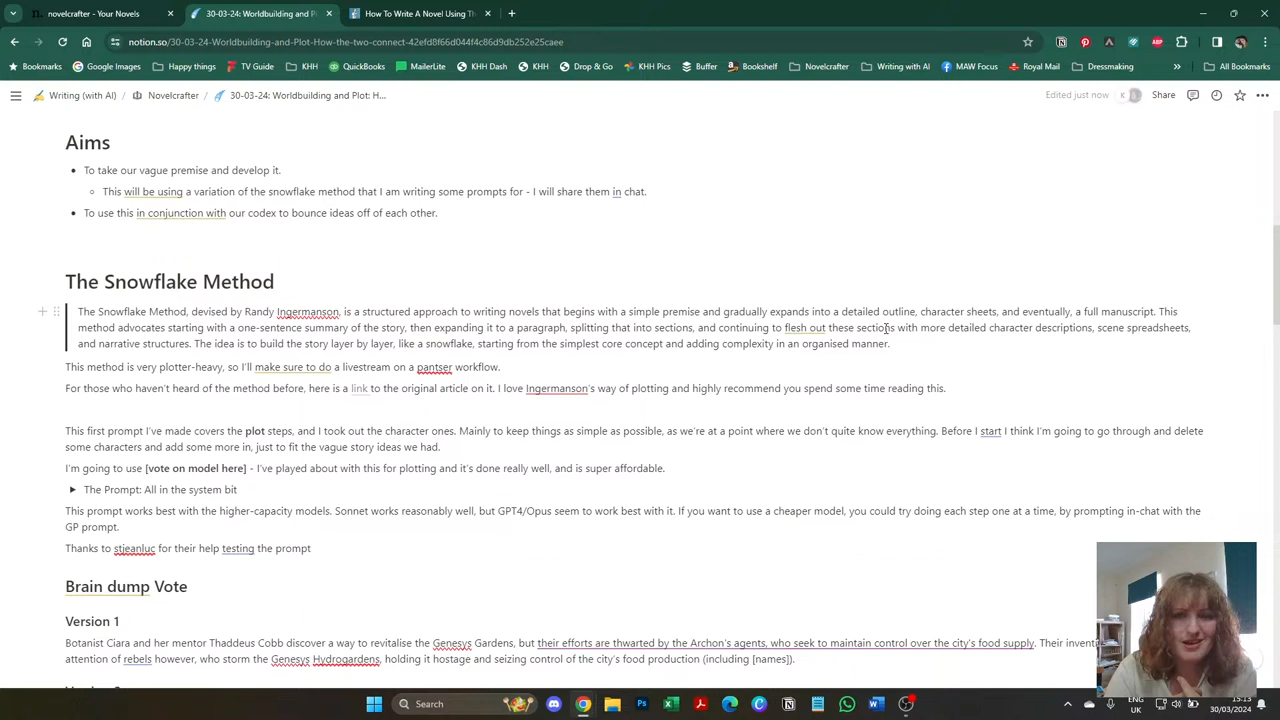 novelcrafter - Your Novels
30-03-24: Worldbuilding and Pl
How To Write A Novel Using Th
notion.so/30-03-24-Worldbuilding-and-Plot-How-the-two-connect-42efd8f66d044f4c86d9db252e25caee
Bookmarks Happy things TV Guide KHH QuickBooks MailerLite KHH Dash KHH Drop & Go KHH Pics Buffer Bookshelf AI Narrative Images Writing with AI MAW Focus Royal Mail Dressmaking All Bookmarks
Writing (with AI) / Novelcrafter / 30-03-24: Worldbuilding and Plot: H...
Edited just now K Share
Aims
• To take our vague premise and develop it.
◦ This will be using a variation of the snowflake method that I am writing some prompts for - I will share them in chat.
• To use this in conjunction with our codex to bounce ideas off of each other.
The Snowflake Method
The Snowflake Method, devised by Randy Ingermanson, is a structured approach to writing novels that begins with a simple premise and gradually expands into a detailed outline, character sheets, and eventually, a full manuscript. This
method advocates starting with a one-sentence summary of the story, then expanding it to a paragraph, splitting that into sections, and continuing to flesh out these sections with more detailed character descriptions, scene spreadsheets,
and narrative structures. The idea is to build the story layer by layer, like a snowflake, starting from the simplest core concept and adding complexity in an organised manner.
This method is very plotter-heavy, so I'll make sure to do a livestream on a pantser workflow.
For those who haven't heard of the method before, here is a link to the original article on it. I love Ingermanson's way of plotting and highly recommend you spend some time reading this.
This first prompt I've made covers the plot steps, and I took out the character ones. Mainly to keep things as simple as possible, as we're at a point where we don't quite know everything. Before I start I think I'm going to go through and delete
some characters and add some more in, just to fit the vague story ideas we had.
I'm going to use [vote on model here] - I've played about with this for plotting and it's done really well, and is super affordable.
The Prompt: All in the system bit
This prompt works best with the higher-capacity models. Sonnet works reasonably well, but GPT4/Opus seem to work best with it. If you want to use a cheaper model, you could try doing each step one at a time, by prompting in-chat with the
GP prompt.
Thanks to stjeanluc for their help testing the prompt
Brain dump Vote
Version 1
Botanist Ciara and her mentor Thaddeus Cobb discover a way to revitalise the Genesys Gardens, but their efforts are thwarted by the Archon's agents, who seek to maintain control over the city's food supply. Their
attention of rebels however, who storm the Genesys Hydrogardens, holding it hostage and seizing control of the city's food production (including [names]).
Search
ENG
UK
15:13
30/03/2024